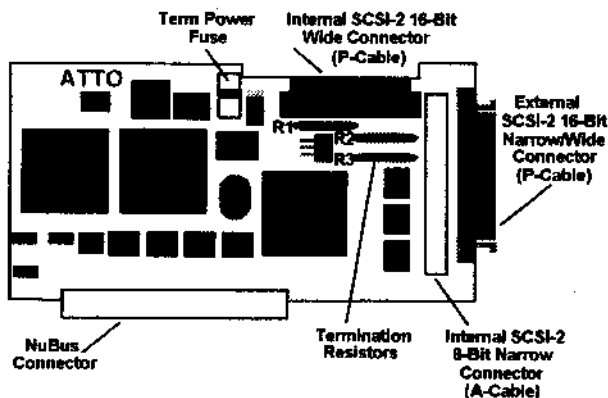 Term Power
Fuse
Internal SCSI-2 16-Bit
Wide Connector
(P-Cable)
ATTO
R1
R2
R3
External
SCSI-2 16-Bit
Narrow/Wide
Connector
(P-Cable)
NuBus
Connector
Termination
Resistors
Internal SCSI-2
8-Bit Narrow
Connector
(A-Cable)